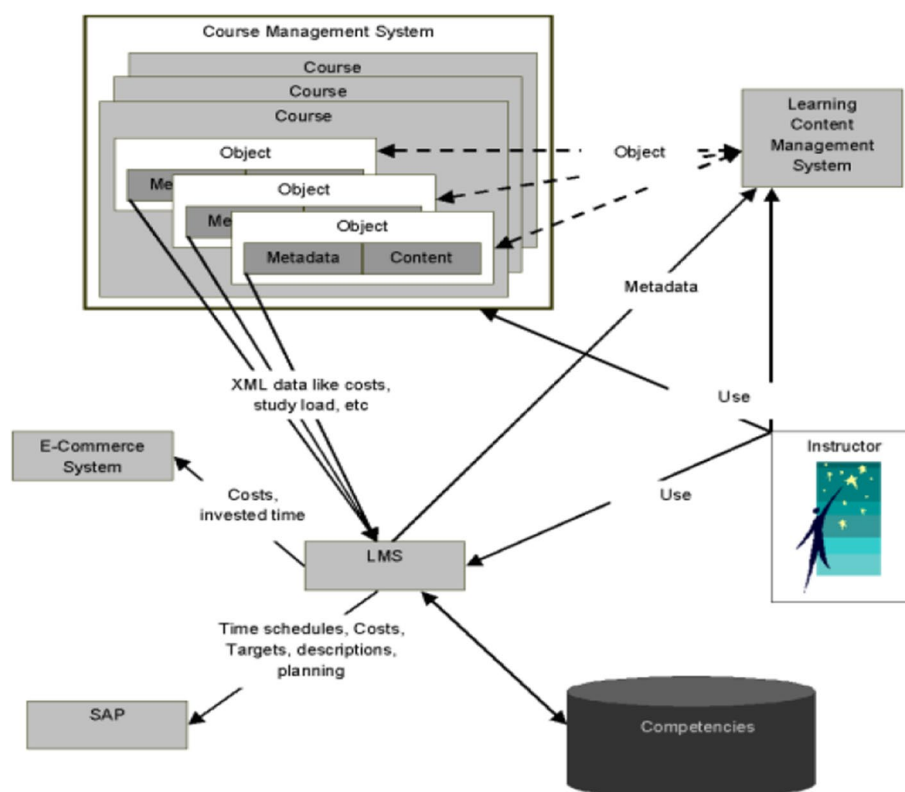 Course Management System
Course
Course
Course
Object
Me
Object
Me
Object
Metadata
Content
Object
Learning
Content
Management
System
Metadata
XML data like costs,
study load, etc
Use
Instructor
E-Commerce
System
Costs,
invested time
Use
LMS
Time schedules, Costs,
Targets, descriptions,
planning
SAP
Competencies